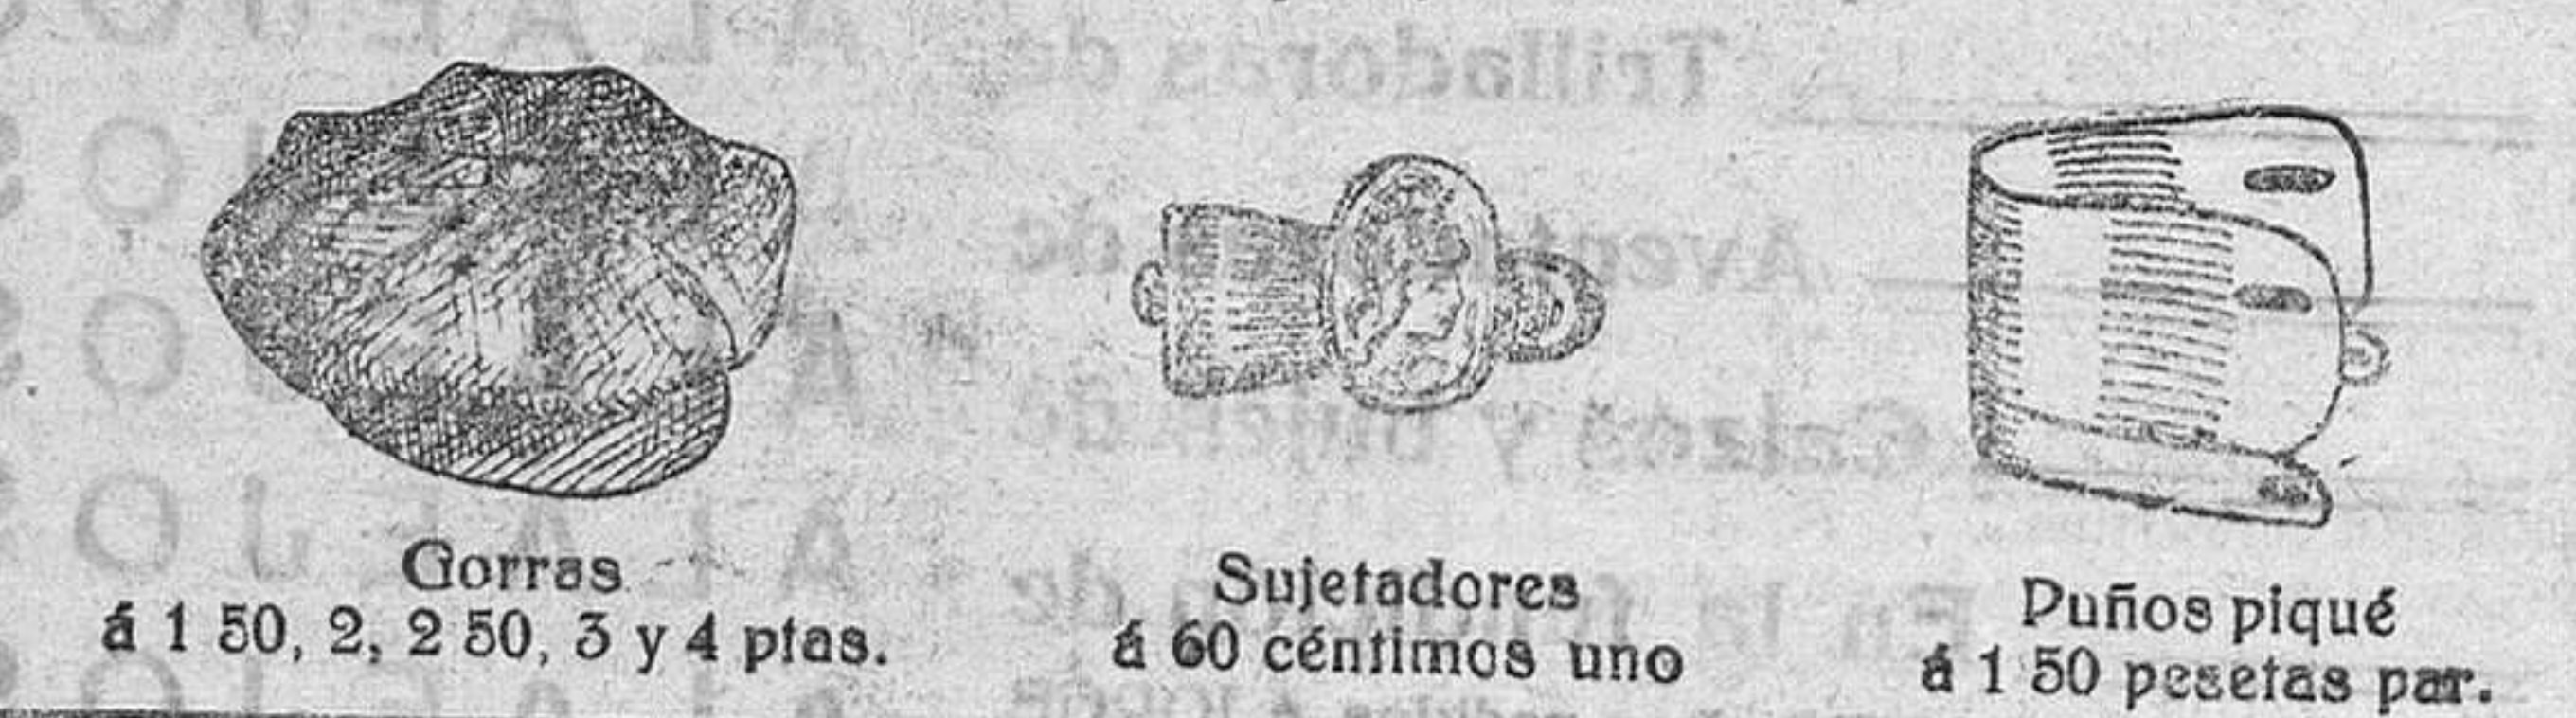 Gorras
á 1 50, 2, 2 50, 3 y 4 ptas.
Sujetadores
á 60 céntimos uno
Puños piqué
á 1 50 pesetas par.